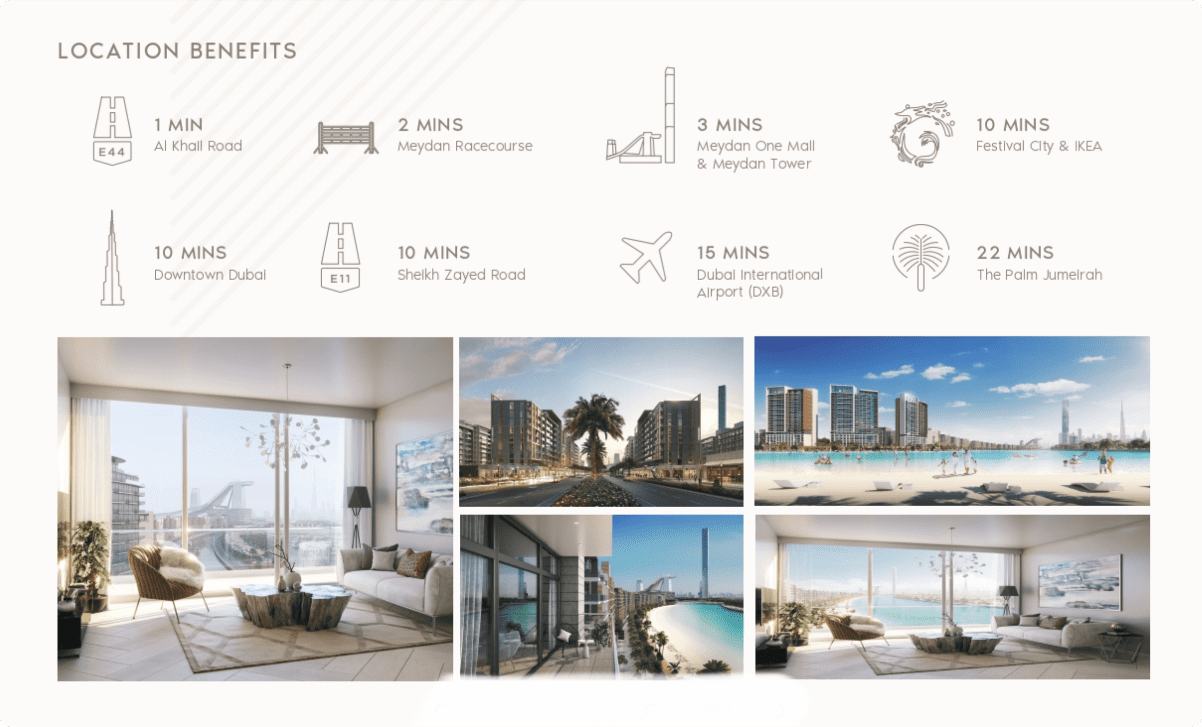 LOCATION BENEFITS
1 MIN
Al Khail Road
E44
2 MINS
Meydan Racecourse
3 MINS
Meydan One Mall
& Meydan Tower
10 MINS
Festival City & IKEA
10 MINS
Downtown Dubai
10 MINS
Sheikh Zayed Road
E11
15 MINS
Dubai International
Airport (DXB)
22 MINS
The Palm Jumeirah